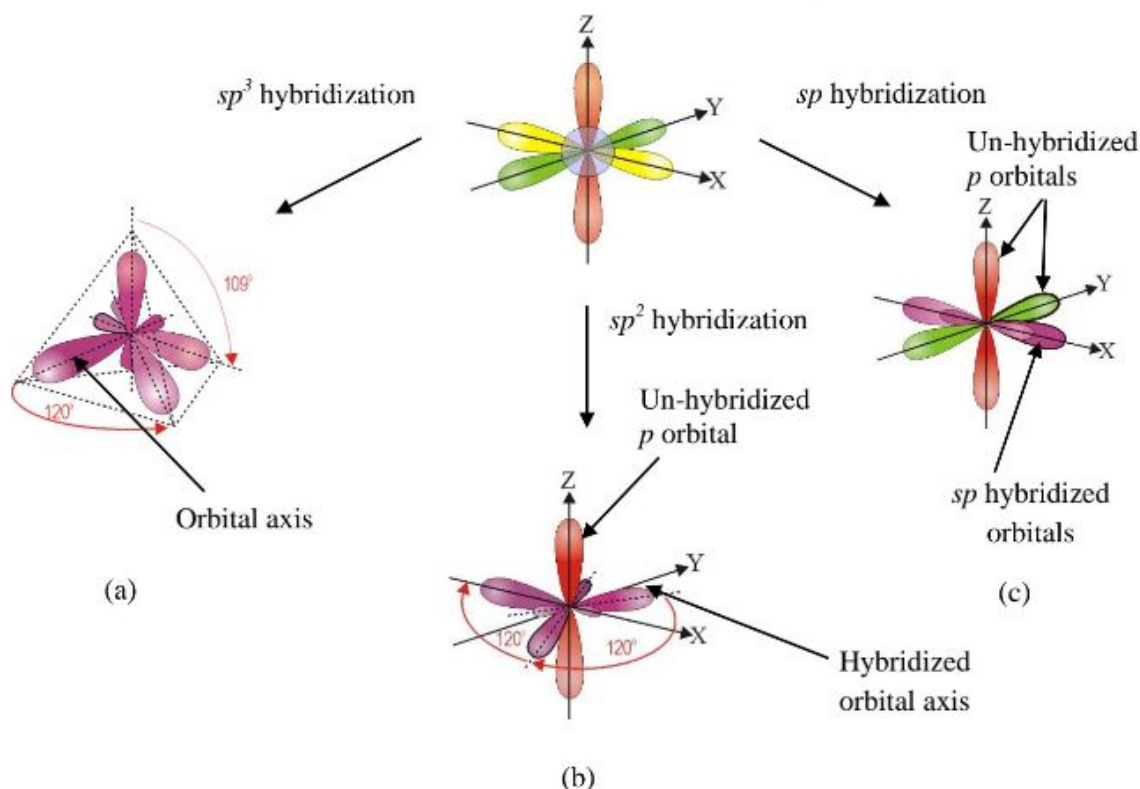 Z
sp³ hybridization
sp hybridization
Y
X
Un-hybridized
p orbitals
Z
109°
Y
X
sp² hybridization
120°
Un-hybridized
p orbital
Orbital axis
sp hybridized
orbitals
Z
(a)
Y
(c)
X
120°
120°
Hybridized
orbital axis
(b)